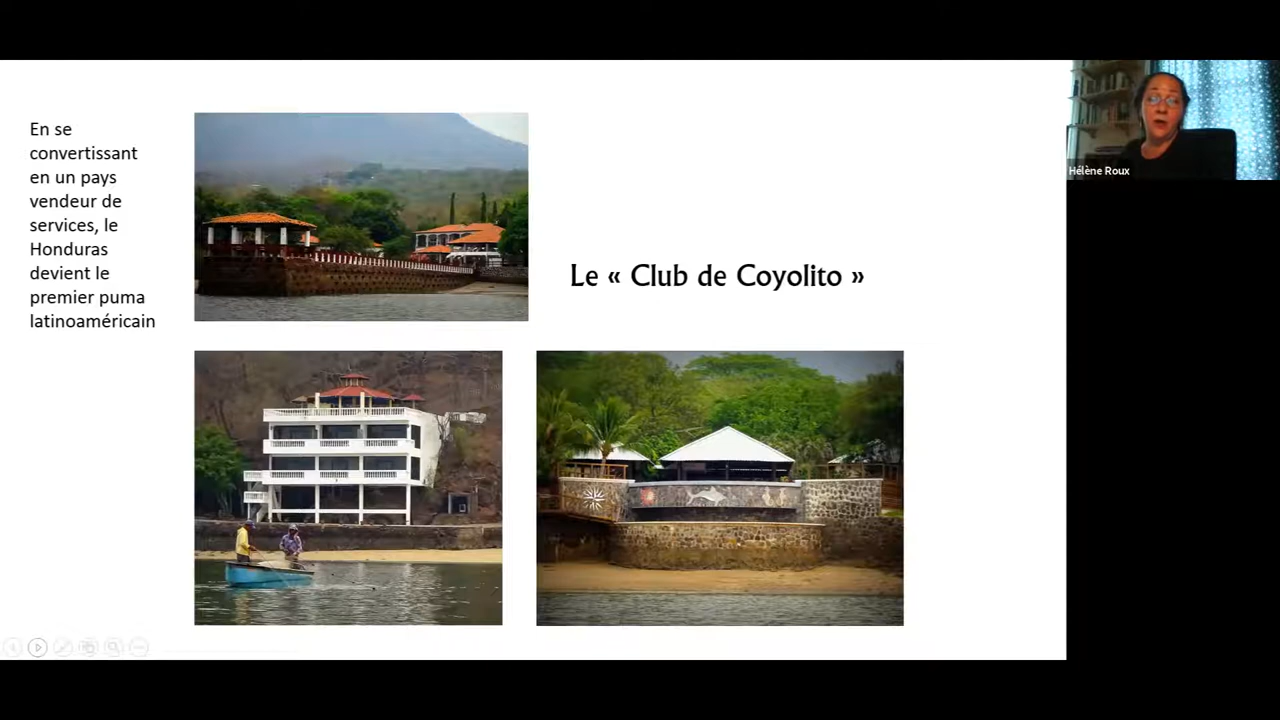 En se
convertissant
en un pays
vendeur de
services, le
Honduras
devient le
premier puma
latinoaméricain
Le « Club de Coyolito »
Hélène Roux